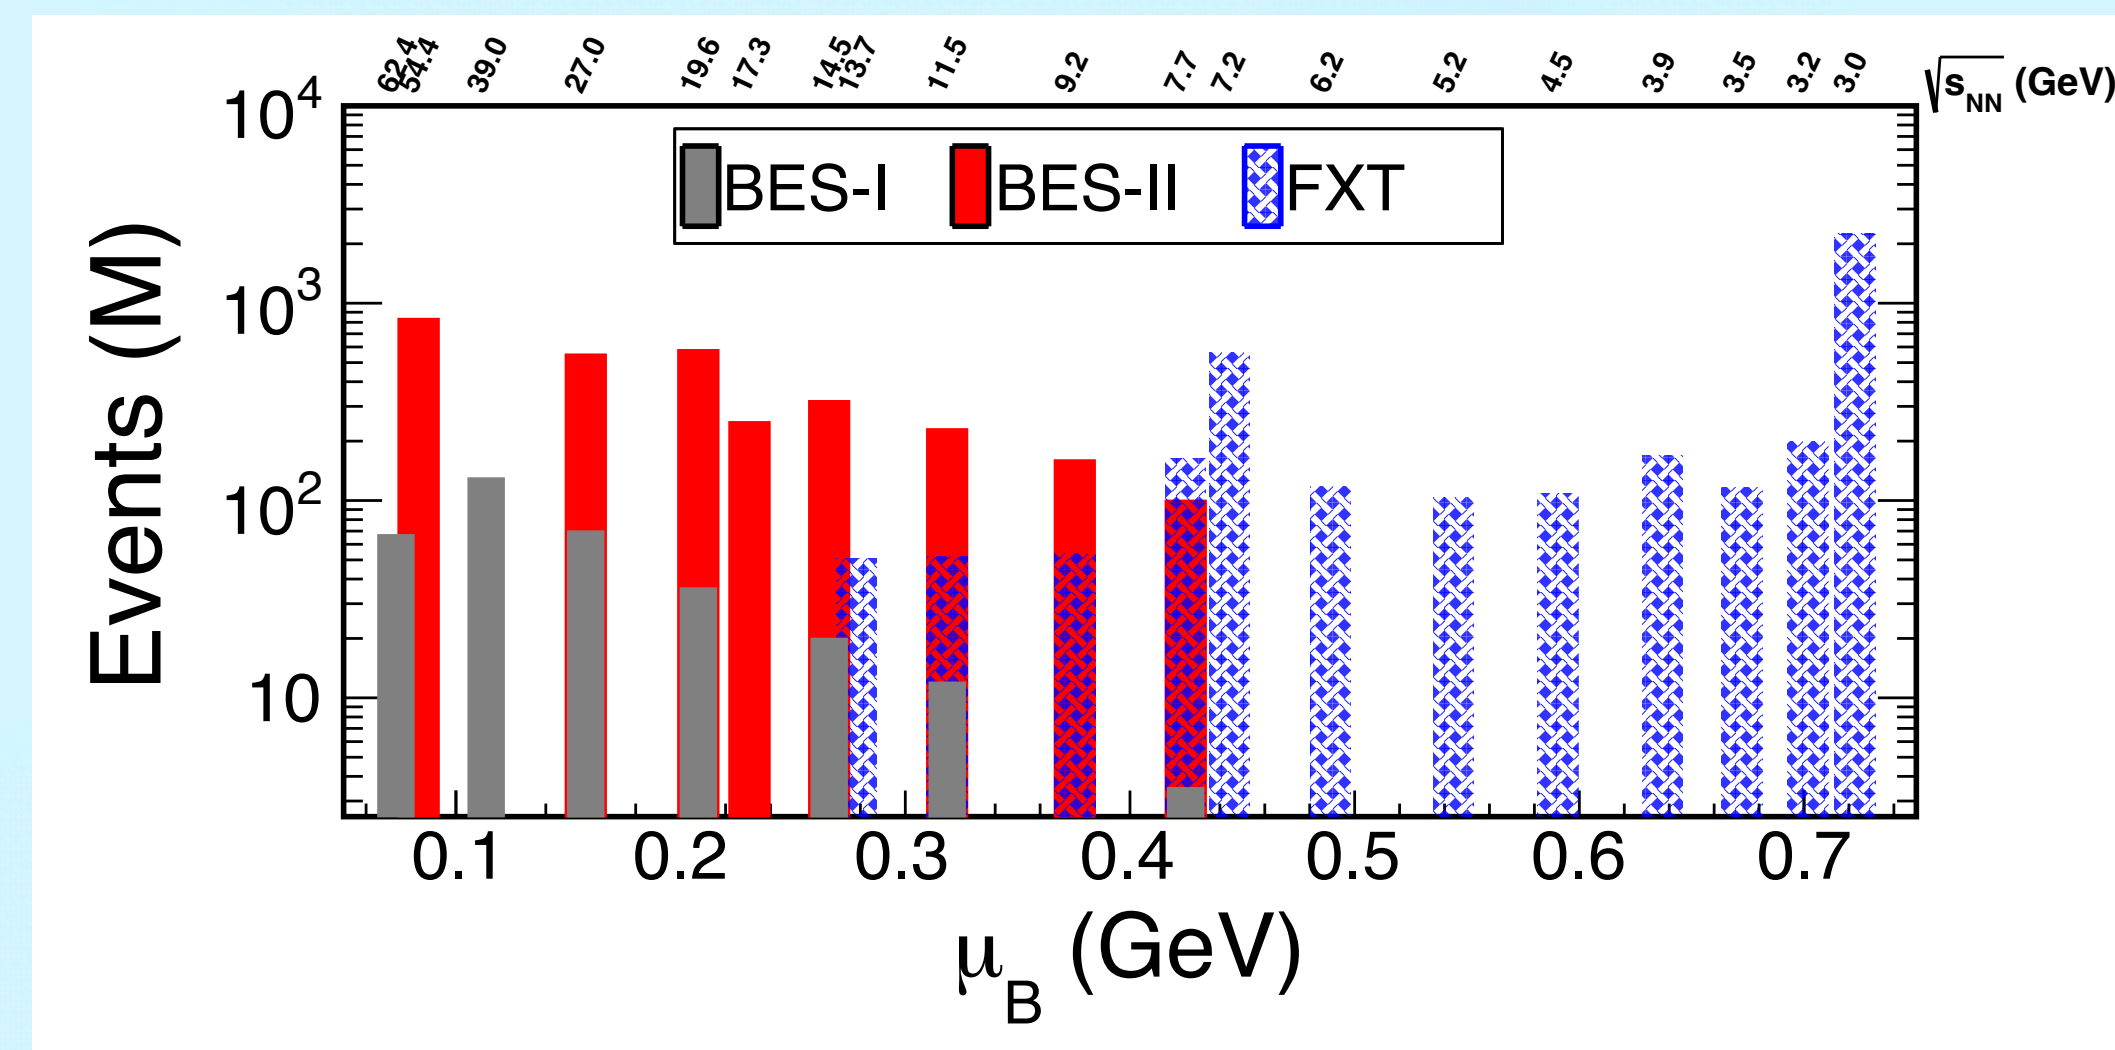 62.4 54.4 39.0 27.0 19.6 17.3 14.5 13.7 11.5 9.2 7.7 7.2 6.2 5.2 4.5 3.9 3.5 3.2 3.0 √s_NN (GeV)
BES-I BES-II FXT
Events (M)
10⁴
10³
10²
10
0.1 0.2 0.3 0.4 0.5 0.6 0.7
μ_B (GeV)